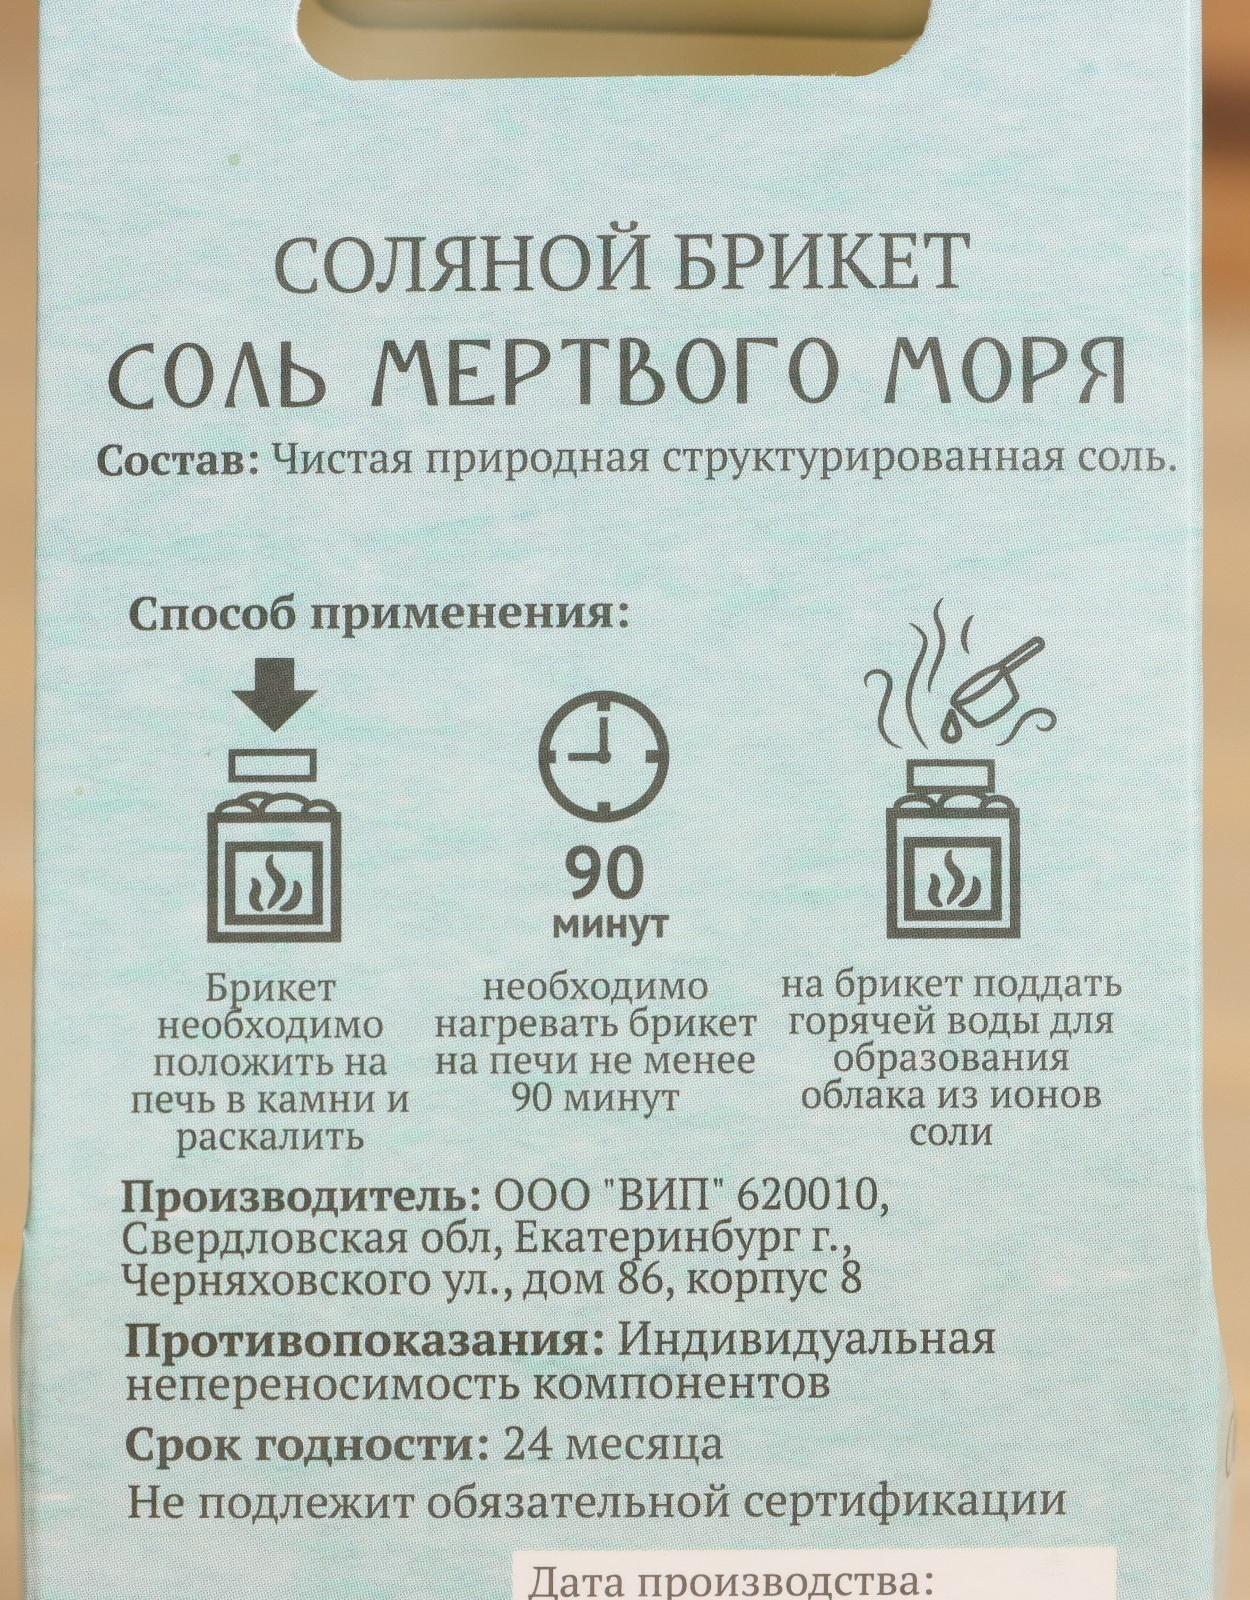 СОЛЯНОЙ БРИКЕТ
СОЛЬ МЕРТВОГО МОРЯ
Состав: Чистая природная структурированная соль.
Способ применения:
90
минут
Брикет
необходимо
положить на
печь в камни и
раскалить
необходимо
нагревать брикет
на печи не менее
90 минут
на брикет поддать
горячей воды для
образования
облака из ионов
соли
Производитель: ООО "ВИП" 620010,
Свердловская обл, Екатеринбург г.,
Черняховского ул., дом 86, корпус 8
Противопоказания: Индивидуальная
непереносимость компонентов
Срок годности: 24 месяца
Не подлежит обязательной сертификации
Дата производства: